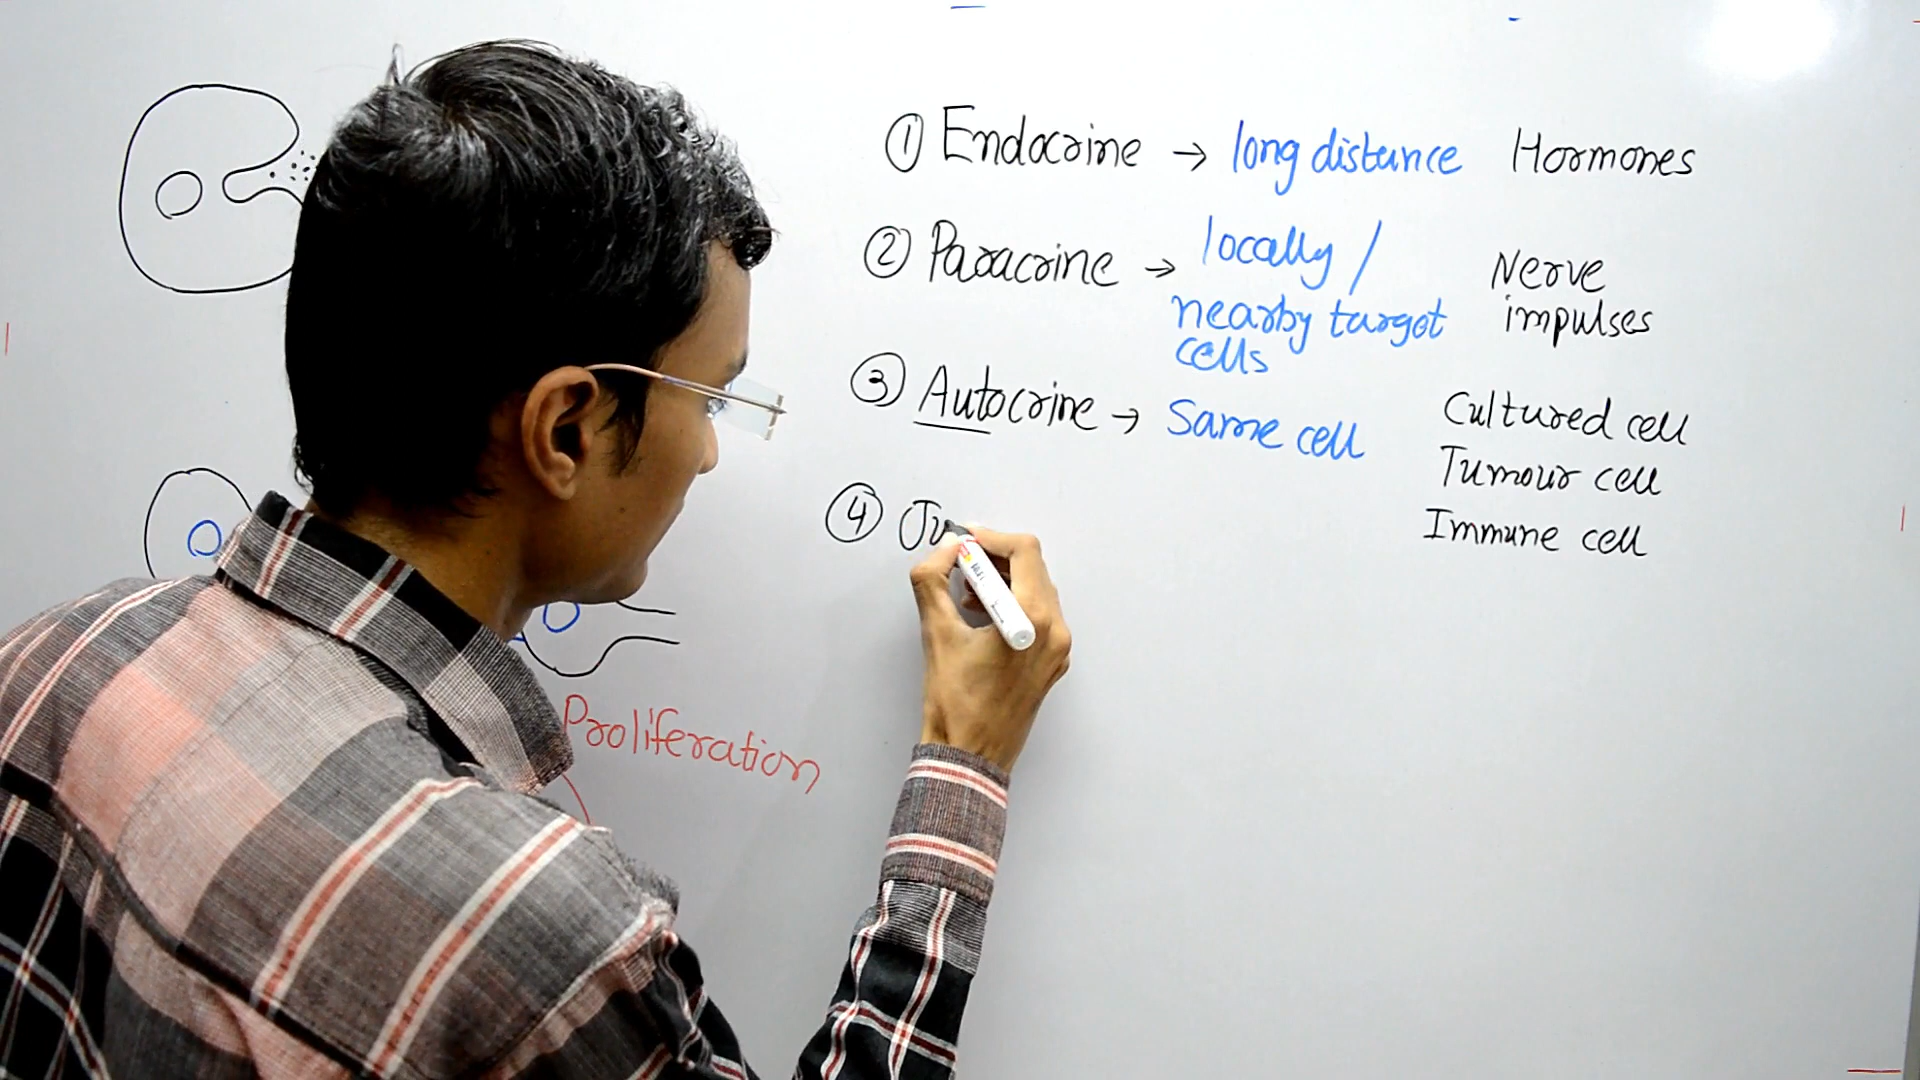 ① Endocrine → long distance Hormones
② Paracrine → locally / Nerve
nearby target impulses
cells
③ Autocrine → Same cell Cultured cell
Tumour cell
④ Ju Immune cell
Proliferation